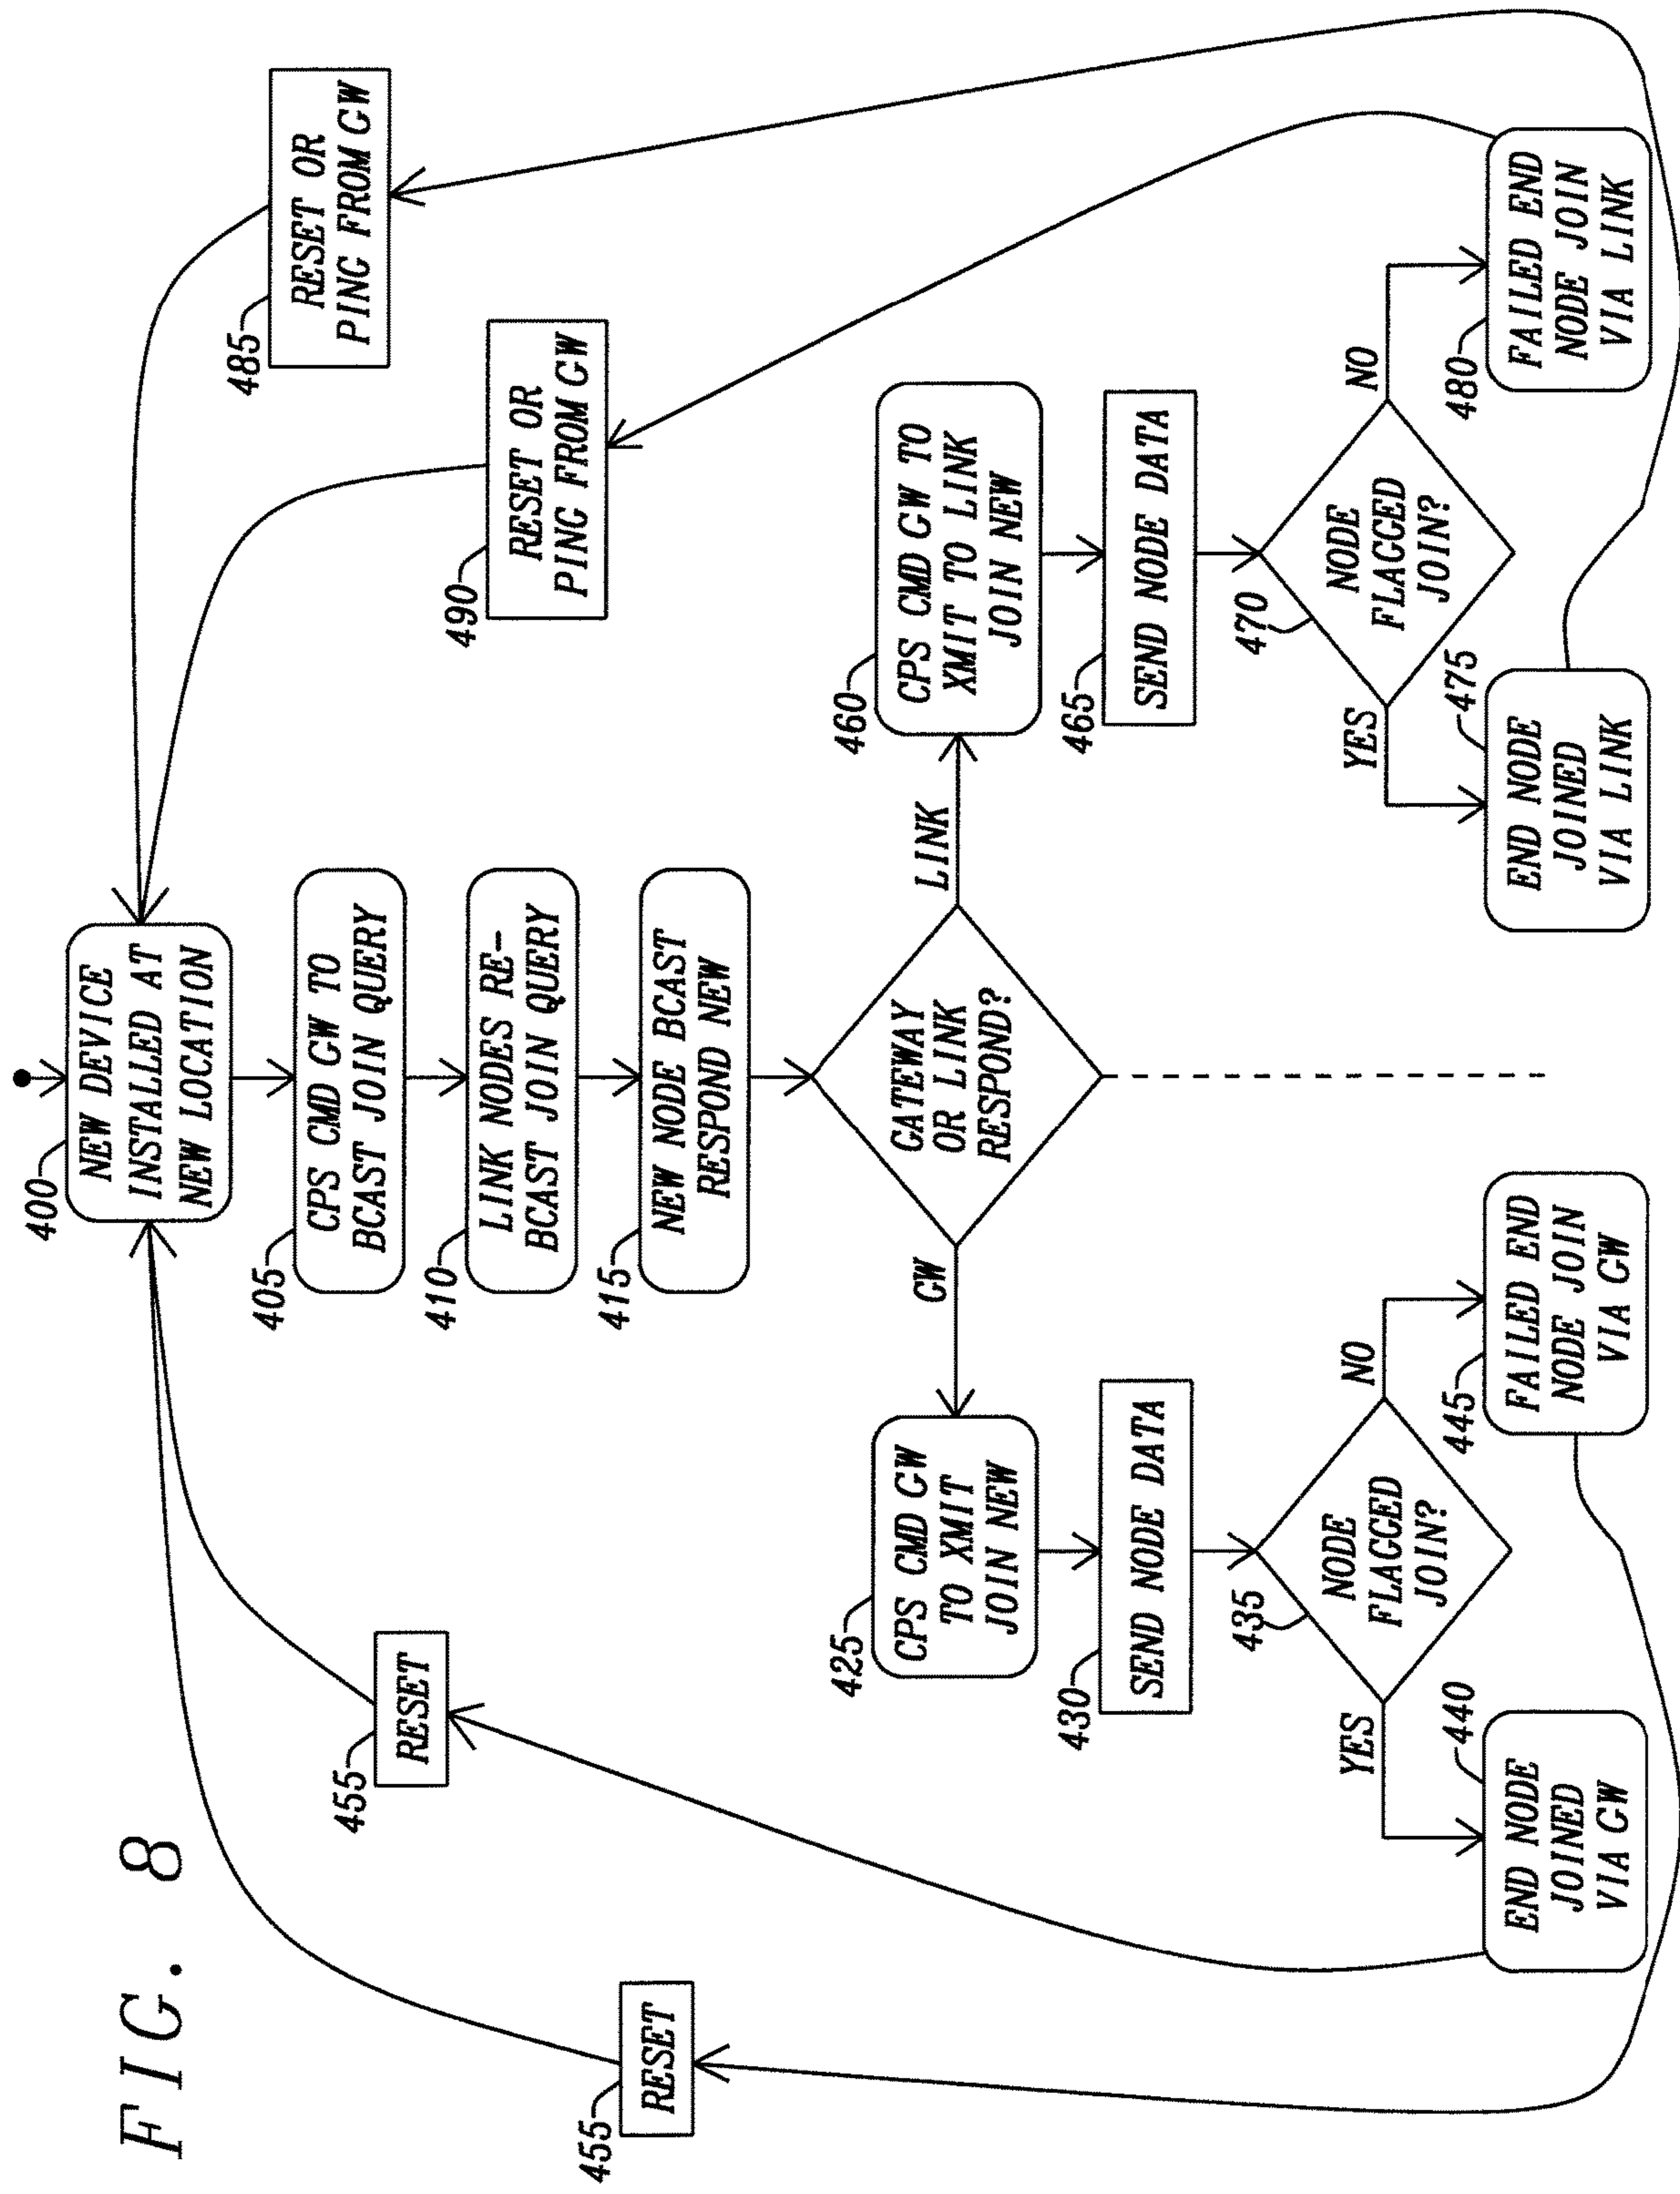 FIG. 8
400
NEW DEVICE
INSTALLED AT
NEW LOCATION
405
CPS CMD GW TO
BCAST JOIN QUERY
410
LINK NODES RE-
BCAST JOIN QUERY
415
NEW NODE BCAST
RESPOND NEW
GATEWAY
OR LINK
RESPOND?
GW
LINK
455
RESET
455
RESET
425
CPS CMD GW
TO XMIT
JOIN NEW
430
SEND NODE DATA
435
NODE
FLAGGED
JOIN?
YES
NO
440
END NODE
JOINED
VIA GW
445
FAILED END
NODE JOIN
VIA GW
485
RESET OR
PING FROM GW
490
RESET OR
PING FROM GW
460
CPS CMD GW TO
XMIT TO LINK
JOIN NEW
465
SEND NODE DATA
470
NODE
FLAGGED
JOIN?
YES
NO
475
END NODE
JOINED
VIA LINK
480
FAILED END
NODE JOIN
VIA LINK